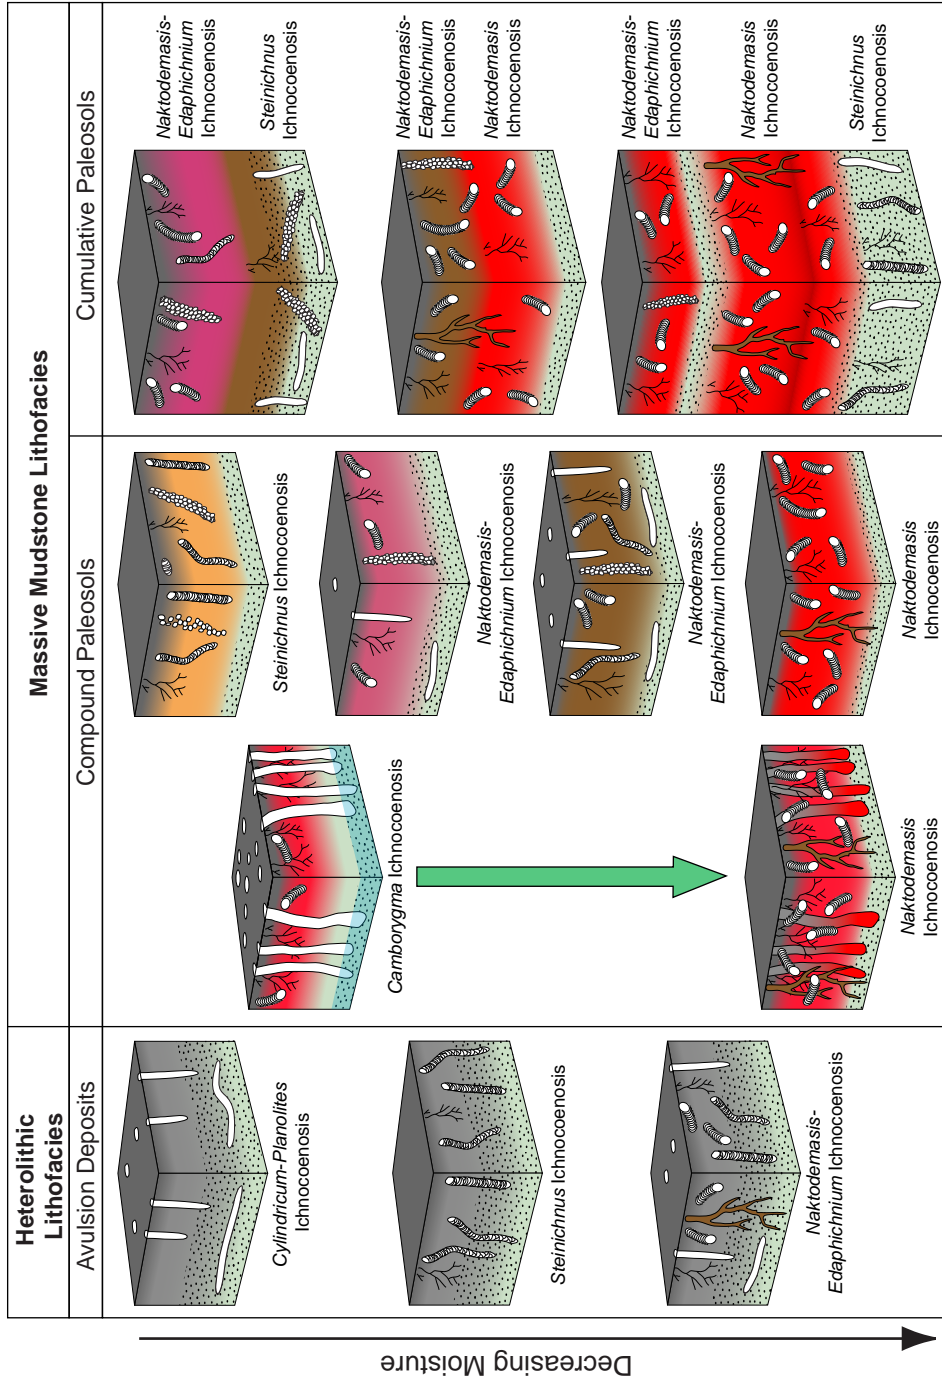 Heterolithic
Lithofacies
Massive Mudstone Lithofacies
Avulsion Deposits
Compound Paleosols
Cumulative Paleosols
Decreasing Moisture
Cylindricum-Planolites
Ichnocoenosis
Steinichnus Ichnocoenosis
Naktodemasis-
Edaphichnium Ichnocoenosis
Camborygma Ichnocoenosis
Naktodemasis
Ichnocoenosis
Steinichnus Ichnocoenosis
Naktodemasis-
Edaphichnium Ichnocoenosis
Naktodemasis-
Edaphichnium Ichnocoenosis
Naktodemasis
Ichnocoenosis
Naktodemasis-
Edaphichnium
Ichnocoenosis
Steinichnus
Ichnocoenosis
Naktodemasis-
Edaphichnium
Ichnocoenosis
Naktodemasis
Ichnocoenosis
Naktodemasis-
Edaphichnium
Ichnocoenosis
Naktodemasis
Ichnocoenosis
Steinichnus
Ichnocoenosis